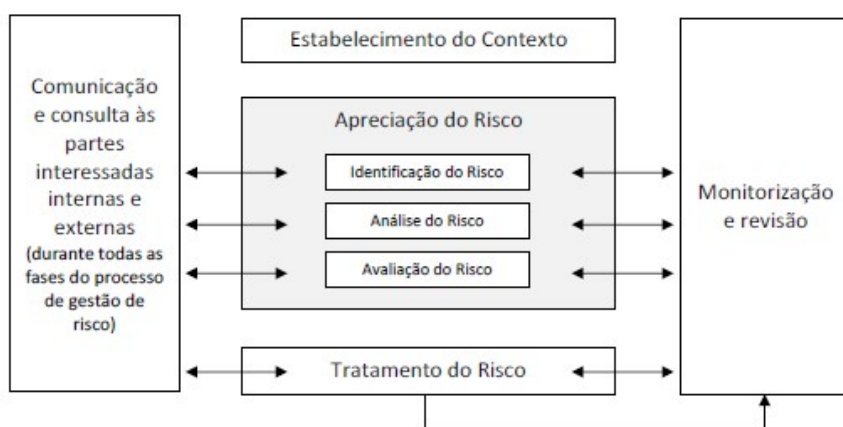 Comunicação
e consulta às
partes
interessadas
internas e
externas
(durante todas as
fases do processo
de gestão de
risco)
Estabelecimento do Contexto
Apreciação do Risco
Identificação do Risco
Análise do Risco
Avaliação do Risco
Tratamento do Risco
Monitorização
e revisão